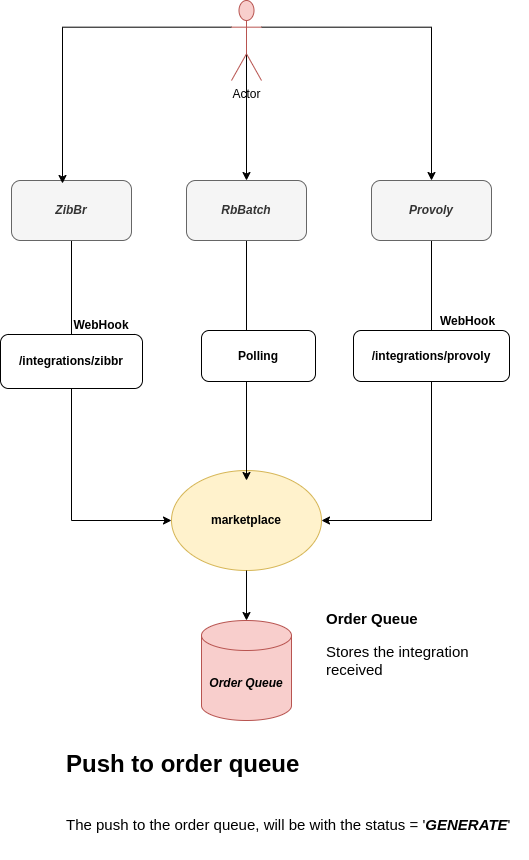 Actor
ZibBr
RbBatch
Provoly
WebHook
WebHook
/integrations/zibbr
Polling
/integrations/provoly
marketplace
Order Queue
Order Queue
Stores the integration
received
Push to order queue
The push to the order queue, will be with the status = 'GENERATE'